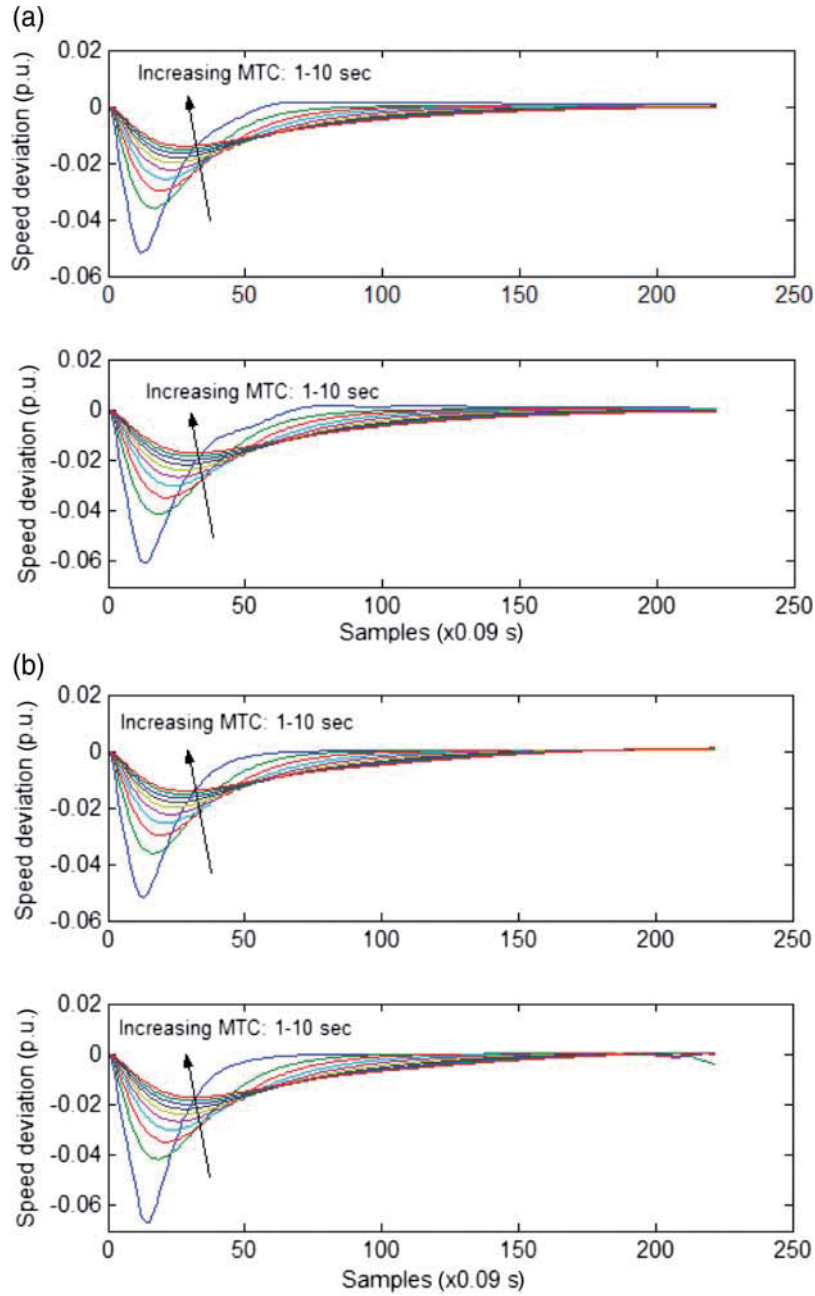 (a)
0.02
0
-0.02
-0.04
-0.06
Speed deviation (p.u.)
Increasing MTC: 1-10 sec
0 50 100 150 200 250
0.02
0
-0.02
-0.04
-0.06
Speed deviation (p.u.)
Increasing MTC: 1-10 sec
0 50 100 150 200 250
Samples (x0.09 s)
(b)
0.02
0
-0.02
-0.04
-0.06
Speed deviation (p.u.)
Increasing MTC: 1-10 sec
0 50 100 150 200 250
0.02
0
-0.02
-0.04
-0.06
Speed deviation (p.u.)
Increasing MTC: 1-10 sec
0 50 100 150 200 250
Samples (x0.09 s)